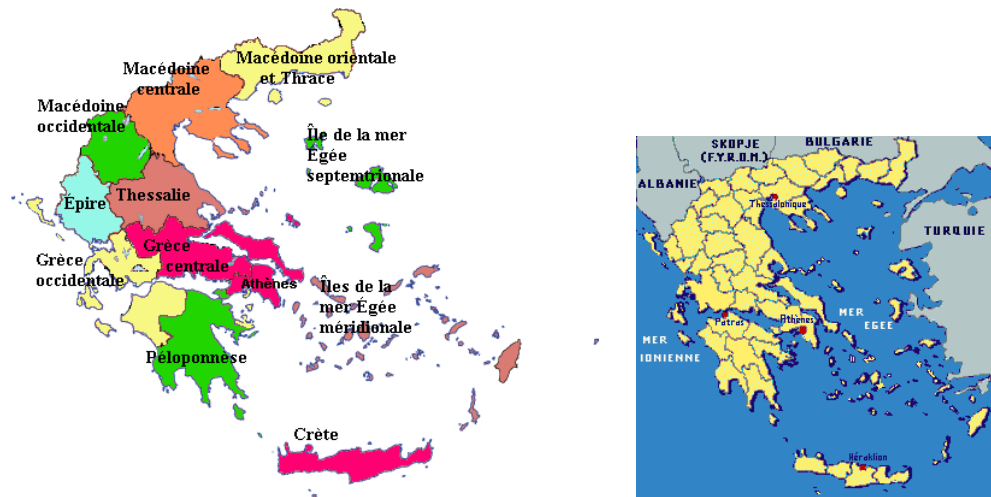 Macédoine orientale
et Thrace
Macédoine
centrale
Macédoine
occidentale
Île de la mer
Égée
septemtrionale
Épire
Thessalie
Grèce
centrale
Grèce
occidentale
Athènes
Îles de la
mer Égée
méridionale
Péloponnèse
Crète
SKOPJE
(F.Y.R.O.M.)
BULGARIE
ALBANIE
Thessalonique
TURQUIE
Patras
Athènes
MER
EGEE
MER
IONIENNE
Héraklion